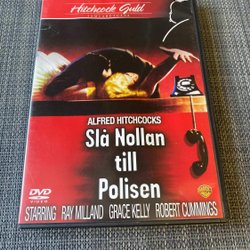 Hitchcock Guld
ALFRED HITCHCOCKS
Slå Nollan
till
Polisen
DVD
VIDEO
STARRING RAY MILLAND GRACE KELLY ROBERT CUMMINGS